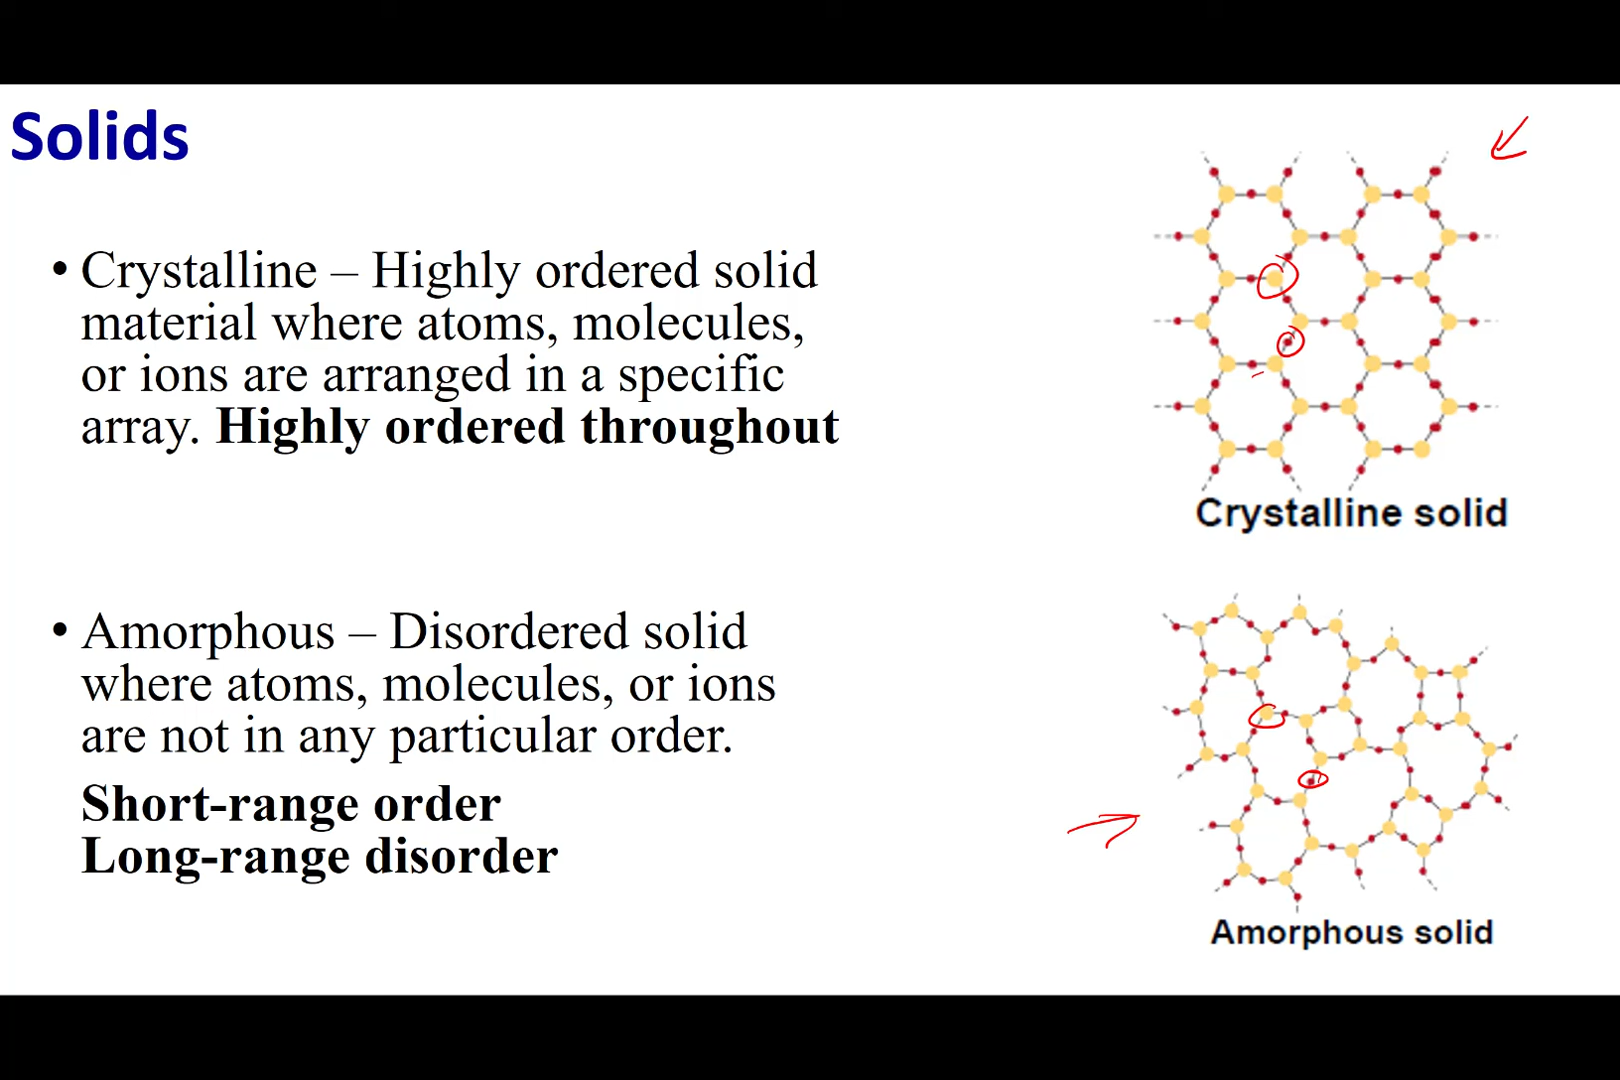 Solids
• Crystalline – Highly ordered solid
material where atoms, molecules,
or ions are arranged in a specific
array. Highly ordered throughout
Crystalline solid
• Amorphous – Disordered solid
where atoms, molecules, or ions
are not in any particular order.
Short-range order
Long-range disorder
Amorphous solid